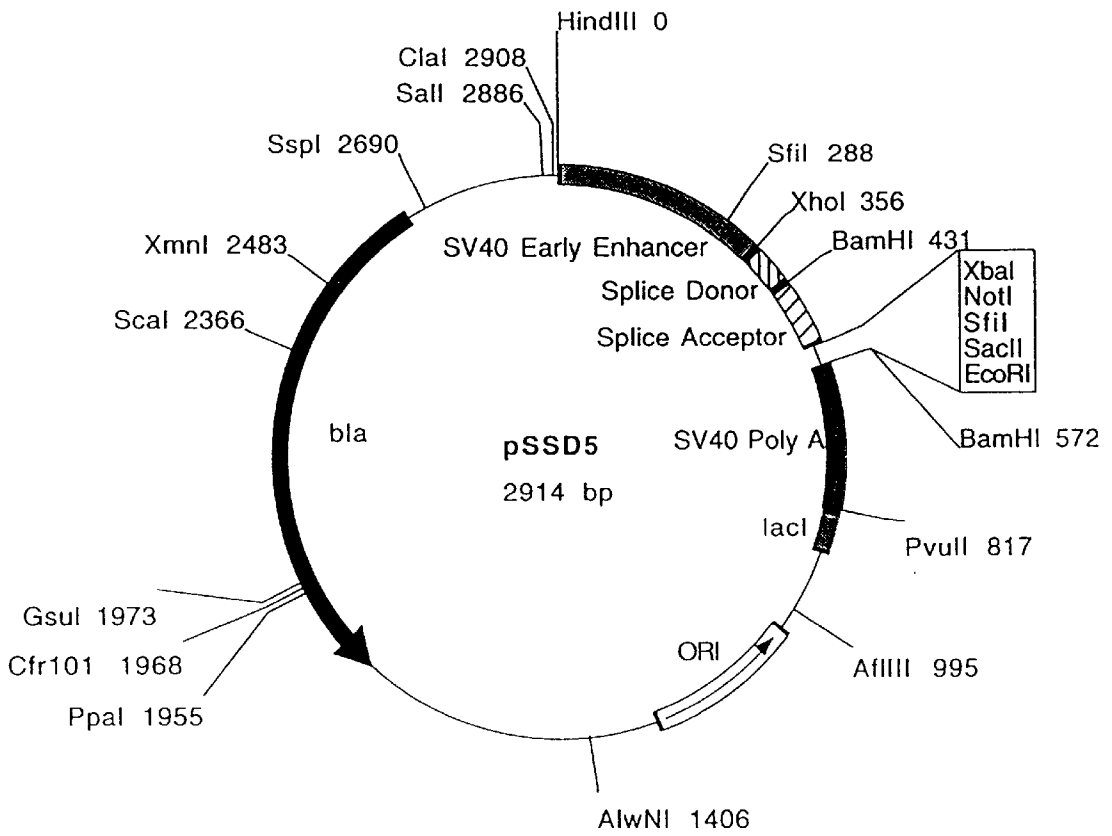 HindIII 0
ClaI 2908
SalI 2886
SspI 2690
SfiI 288
XhoI 356
XmnI 2483
SV40 Early Enhancer
BamHI 431
XbaI
NotI
SfiI
SacII
EcoRI
Splice Donor
ScaI 2366
Splice Acceptor
bla
pSSD5
SV40 Poly A
BamHI 572
2914 bp
lacI
PvuII 817
GsuI 1973
Cfr101 1968
ORI
AflIII 995
PpaI 1955
AlwNI 1406